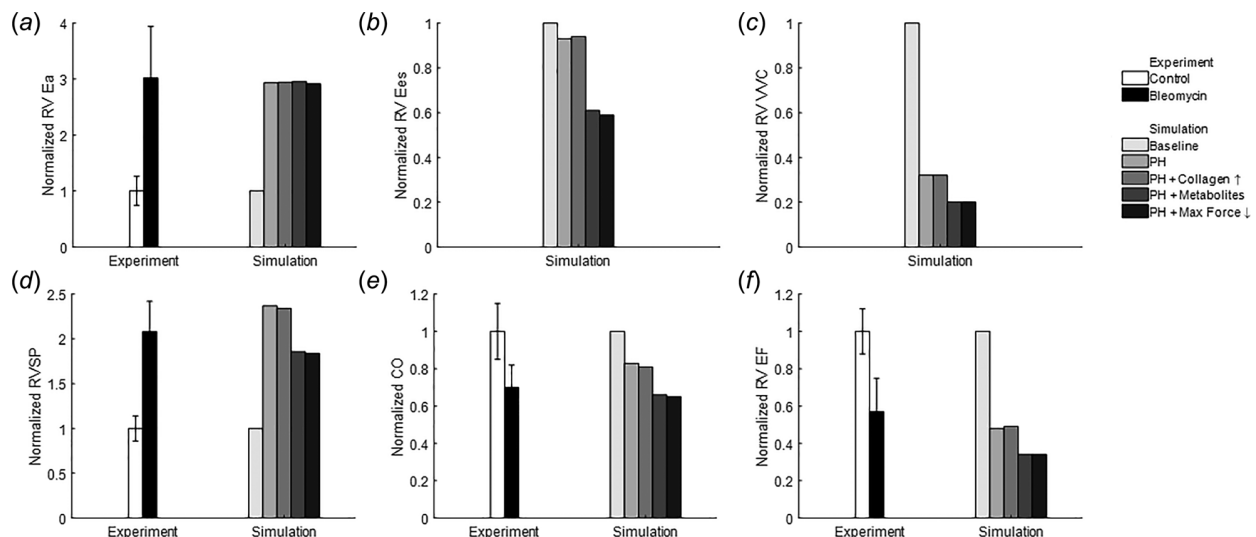 (a)
4
3
2
1
0
Normalized RV Ea
Experiment
Simulation
(b)
1
0.8
0.6
0.4
0.2
0
Normalized RV Ees
Simulation
(c)
1
0.8
0.6
0.4
0.2
0
Normalized RV VVC
Simulation
Experiment
Control
Bleomycin
Simulation
Baseline
PH
PH + Collagen ↑
PH + Metabolites
PH + Max Force ↓
(d)
2.5
2
1.5
1
0.5
0
Normalized RVSP
Experiment
Simulation
(e)
1.2
1
0.8
0.6
0.4
0.2
0
Normalized CO
Experiment
Simulation
(f)
1.2
1
0.8
0.6
0.4
0.2
0
Normalized RV EF
Experiment
Simulation